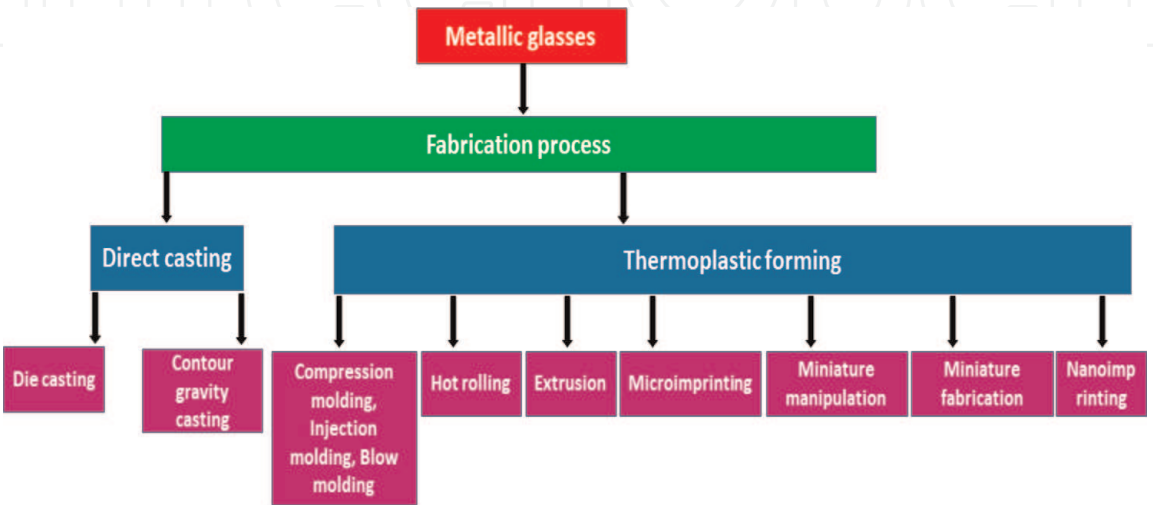 Metallic glasses
Fabrication process
Direct casting
Thermoplastic forming
Die casting
Contour
gravity
casting
Compression
molding,
Injection
molding, Blow
molding
Hot rolling
Extrusion
Microimprinting
Miniature
manipulation
Miniature
fabrication
Nanoimp
rinting